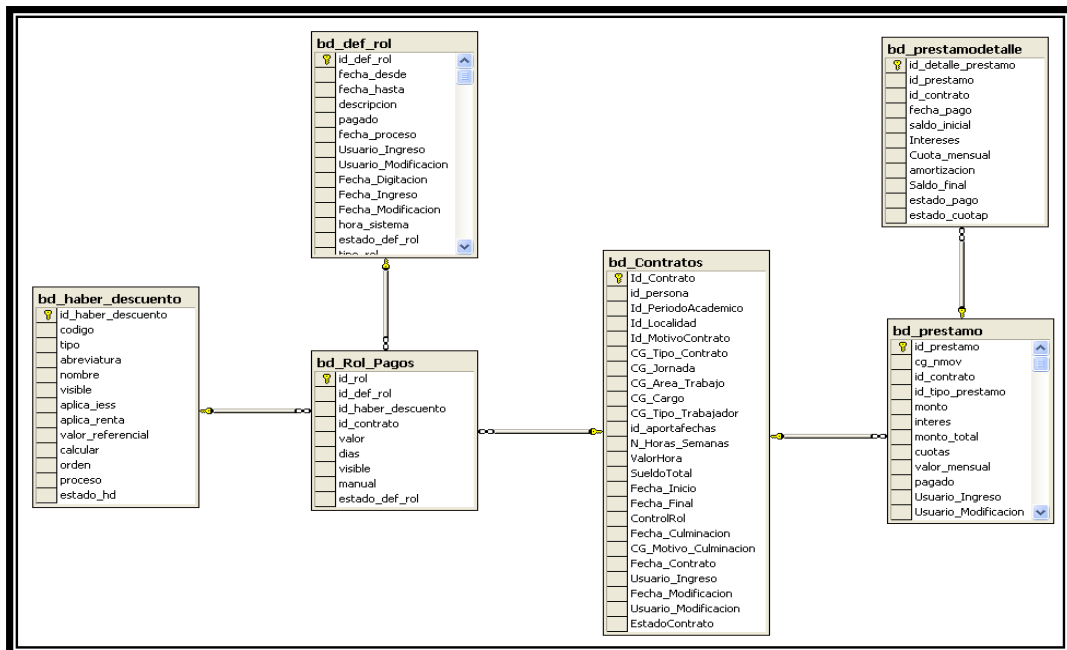 bd_def_rol
id_def_rol
fecha_desde
fecha_hasta
descripcion
pagado
fecha_proceso
Usuario_Ingreso
Usuario_Modificacion
Fecha_Digitacion
Fecha_Ingreso
Fecha_Modificacion
hora_sistema
estado_def_rol
tipo_rol
bd_prestamodetalle
id_detalle_prestamo
id_prestamo
id_contrato
fecha_pago
saldo_inicial
Intereses
Cuota_mensual
amortizacion
Saldo_final
estado_pago
estado_cuotap
bd_haber_descuento
id_haber_descuento
codigo
tipo
abreviatura
nombre
visible
aplica_iess
aplica_renta
valor_referencial
calcular
orden
proceso
estado_hd
bd_Rol_Pagos
id_rol
id_def_rol
id_haber_descuento
id_contrato
valor
dias
visible
manual
estado_def_rol
bd_Contratos
Id_Contrato
id_persona
Id_PeriodoAcademico
Id_Localidad
Id_MotivoContrato
CG_Tipo_Contrato
CG_Jornada
CG_Area_Trabajo
CG_Cargo
CG_Tipo_Trabajador
id_aportafechas
N_Horas_Semanas
ValorHora
SueldoTotal
Fecha_Inicio
Fecha_Final
ControlRol
Fecha_Culminacion
CG_Motivo_Culminacion
Fecha_Contrato
Usuario_Ingreso
Fecha_Modificacion
Usuario_Modificacion
EstadoContrato
bd_prestamo
id_prestamo
cg_nmov
id_contrato
id_tipo_prestamo
monto
interes
monto_total
cuotas
valor_mensual
pagado
Usuario_Ingreso
Usuario_Modificacion